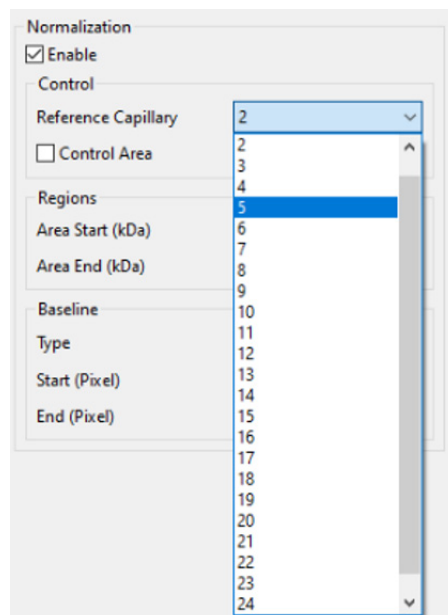 Normalization
Enable
Control
Reference Capillary 2
Control Area
Regions
Area Start (kDa)
Area End (kDa)
Baseline
Type
Start (Pixel)
End (Pixel)
2
3
4
5
6
7
8
9
10
11
12
13
14
15
16
17
18
19
20
21
22
23
24